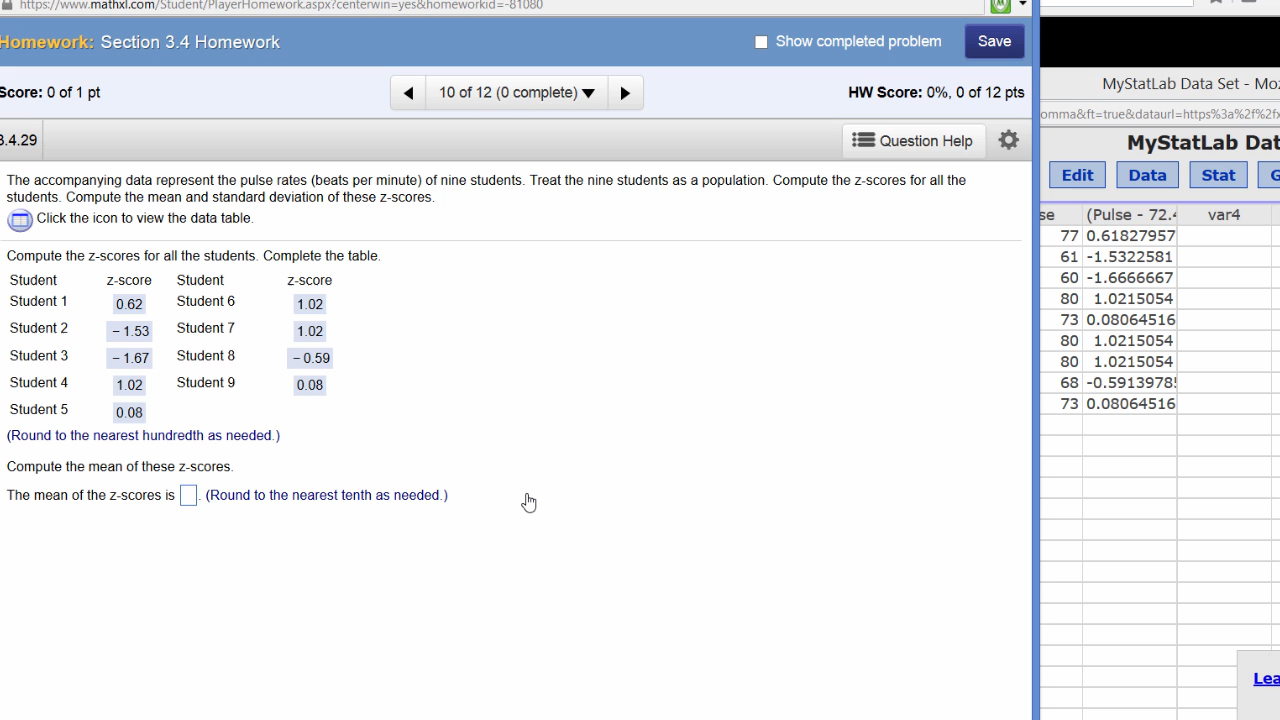 https://www.mathxl.com/Student/PlayerHomework.aspx?centerwin=yes&homeworkid=-81080
Homework: Section 3.4 Homework
Show completed problem
Save
Score: 0 of 1 pt
10 of 12 (0 complete)
HW Score: 0%, 0 of 12 pts
3.4.29
Question Help
The accompanying data represent the pulse rates (beats per minute) of nine students. Treat the nine students as a population. Compute the z-scores for all the
students. Compute the mean and standard deviation of these z-scores.
Click the icon to view the data table.
Compute the z-scores for all the students. Complete the table.
Student z-score Student z-score
Student 1 0.62 Student 6 1.02
Student 2 − 1.53 Student 7 1.02
Student 3 − 1.67 Student 8 − 0.59
Student 4 1.02 Student 9 0.08
Student 5 0.08
(Round to the nearest hundredth as needed.)
Compute the mean of these z-scores.
The mean of the z-scores is . (Round to the nearest tenth as needed.)
MyStatLab Data Set - Moz
omma&ft=true&dataurl=https%3a%2f%2fx
MyStatLab Dat
Edit Data Stat G
se (Pulse - 72.4 var4
77 0.61827957
61 -1.5322581
60 -1.6666667
80 1.0215054
73 0.08064516
80 1.0215054
80 1.0215054
68 -0.5913978
73 0.08064516
Lea